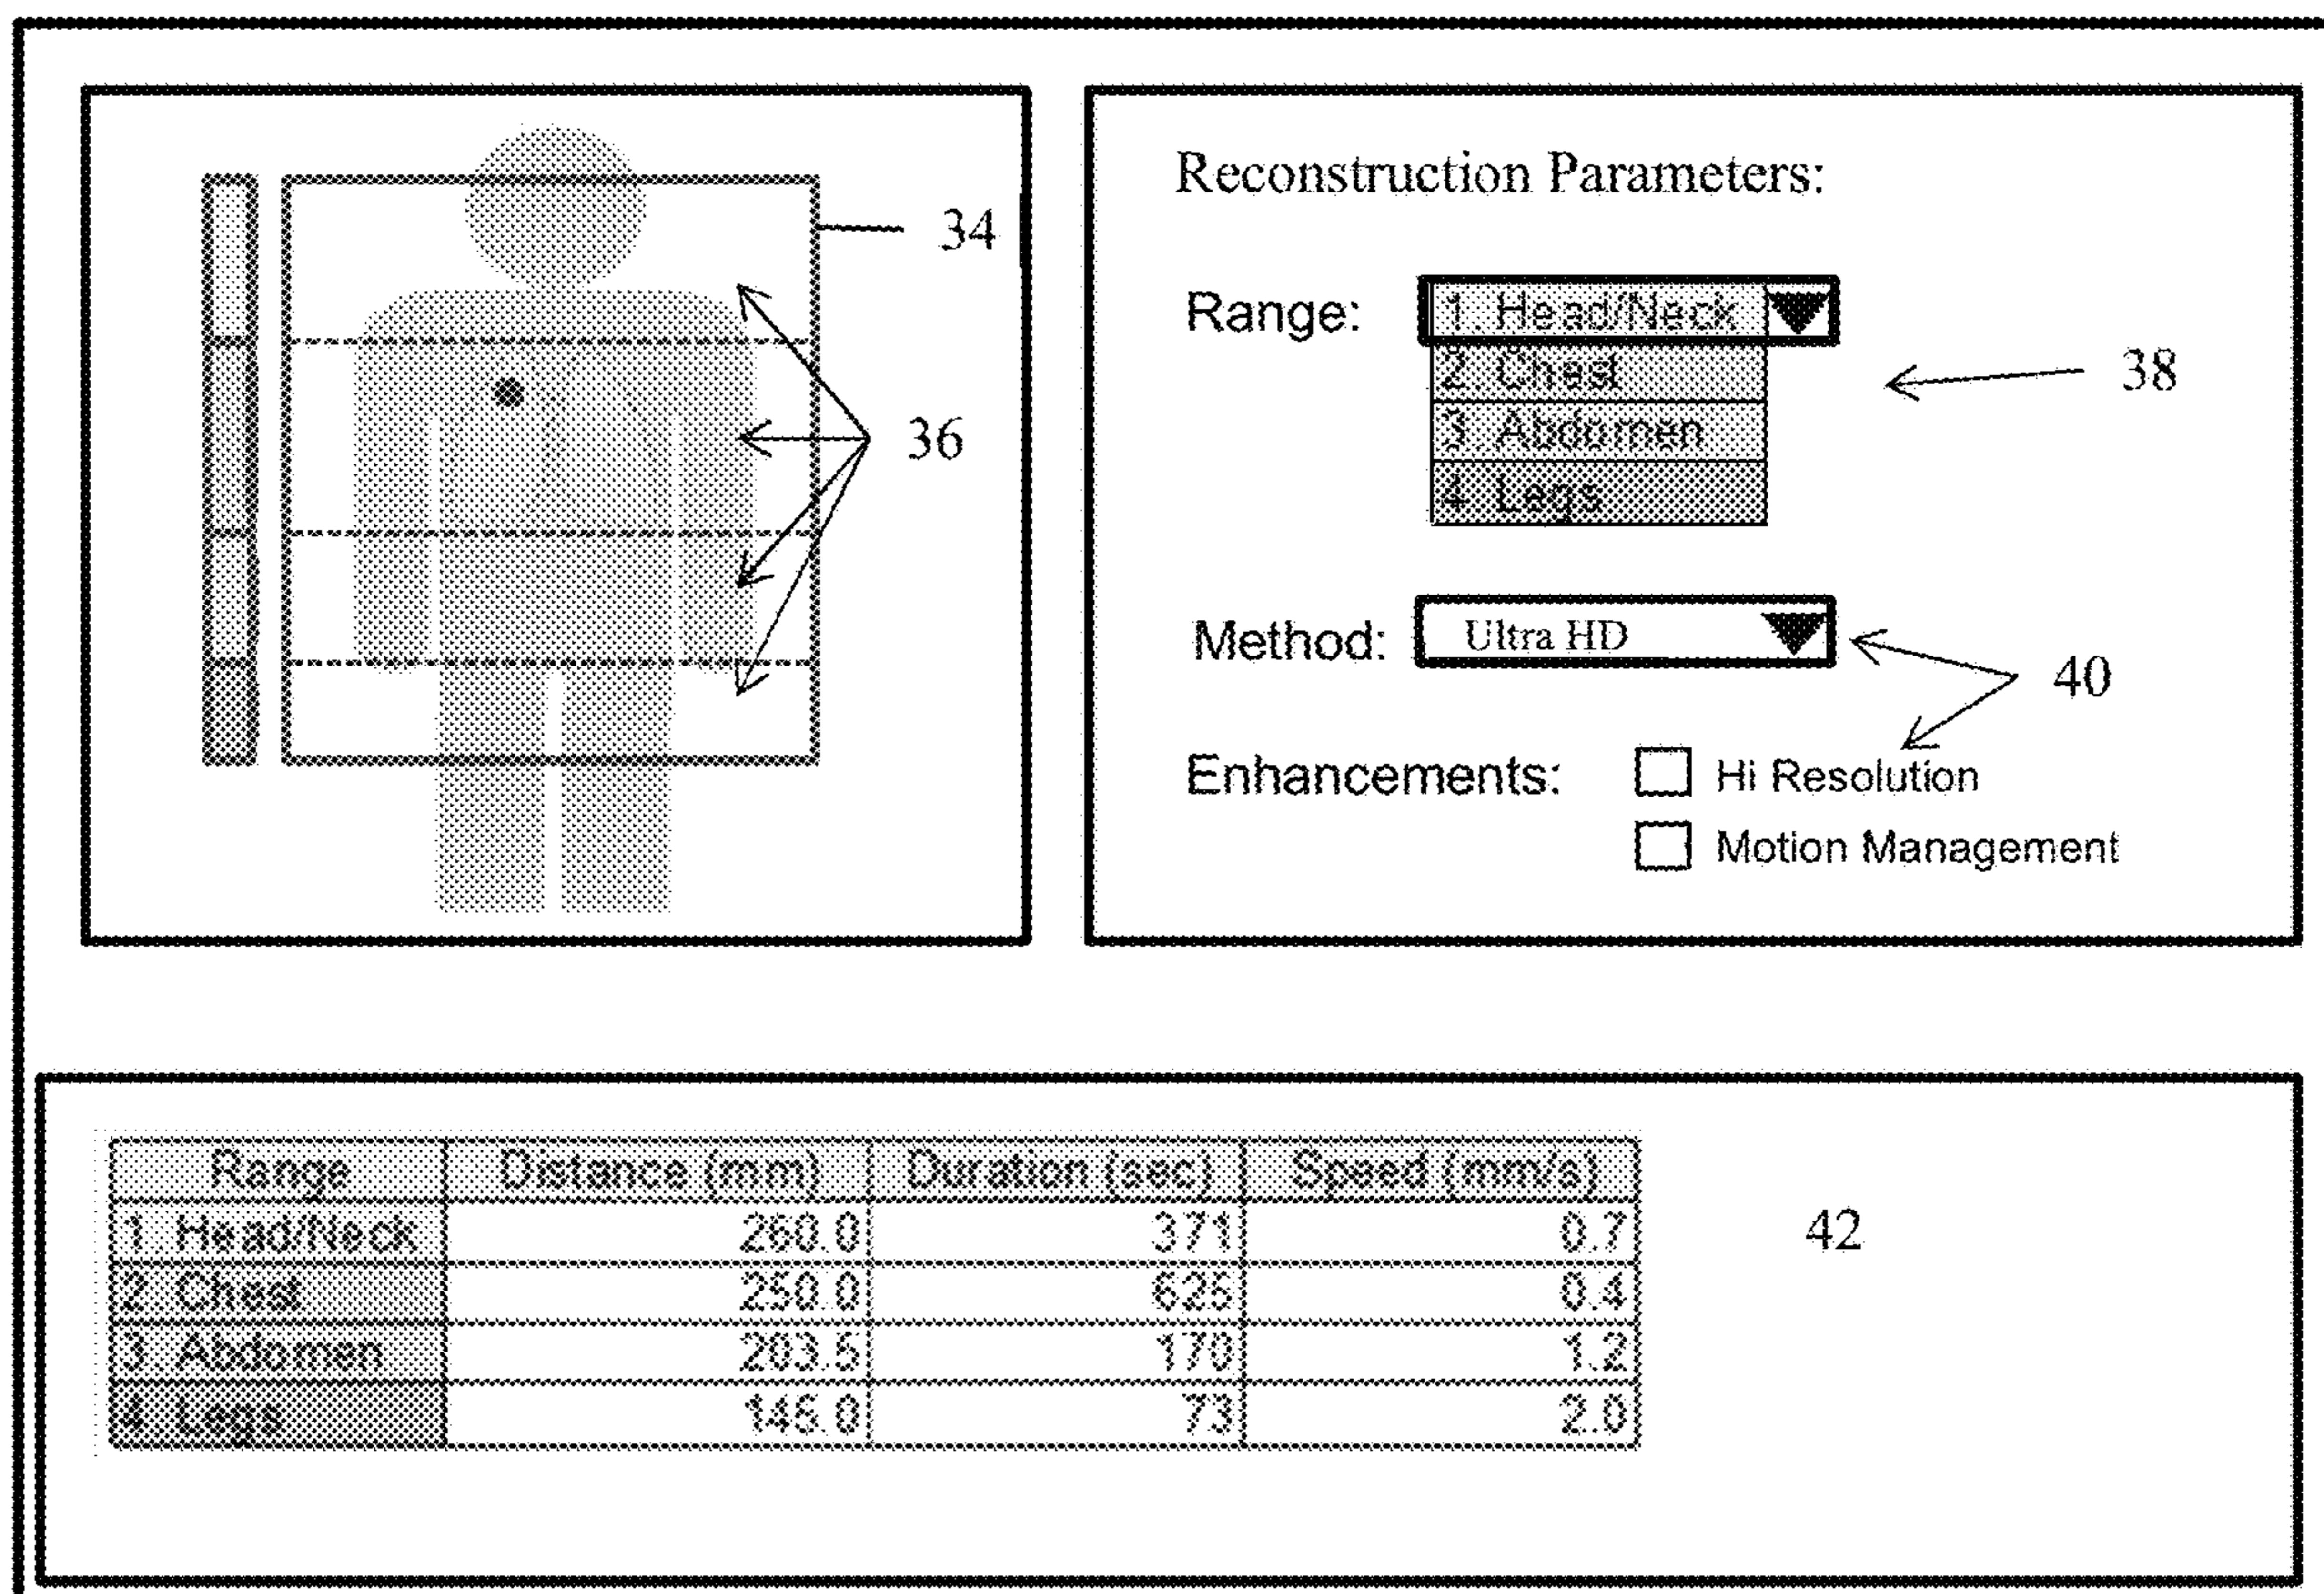 34
36
Reconstruction Parameters:
Range: 1. Head/Neck
2. Chest
3. Abdomen
4. Legs
38
Method: Ultra HD
40
Enhancements: Hi Resolution
Motion Management
Range Distance (mm) Duration (sec) Speed (mm/s)
1. Head/Neck 260.0 371 0.7
2. Chest 250.0 625 0.4
3. Abdomen 203.5 170 1.2
4. Legs 145.0 73 2.0
42